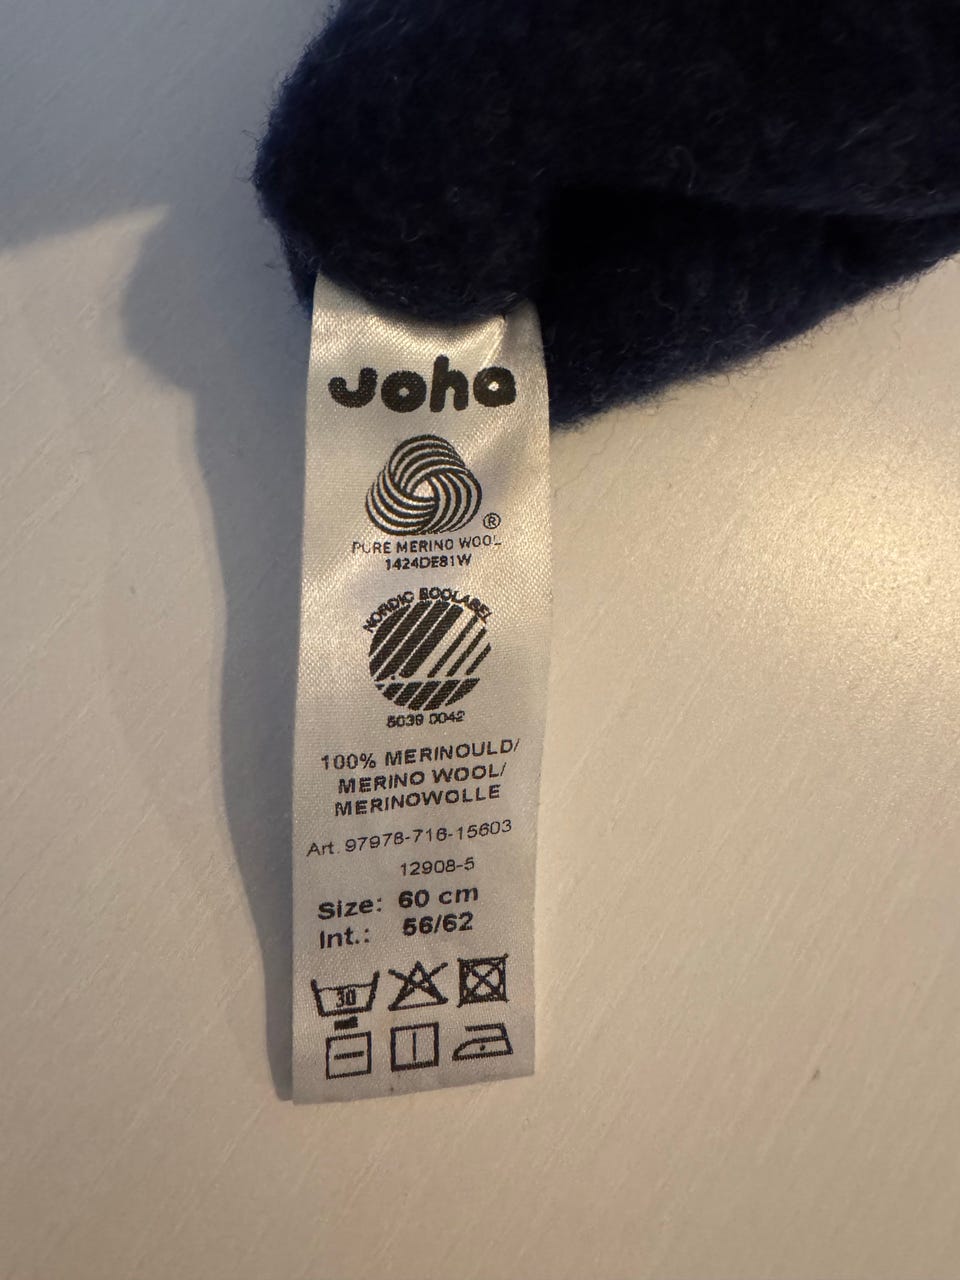 Joha
®
PURE MERINO WOOL
1424DE81W
NORDIC ECOLABEL
5039 0042
100% MERINOULD/
MERINO WOOL/
MERINOWOLLE
Art. 97978-716-15603
12908-5
Size: 60 cm
Int.: 56/62
30